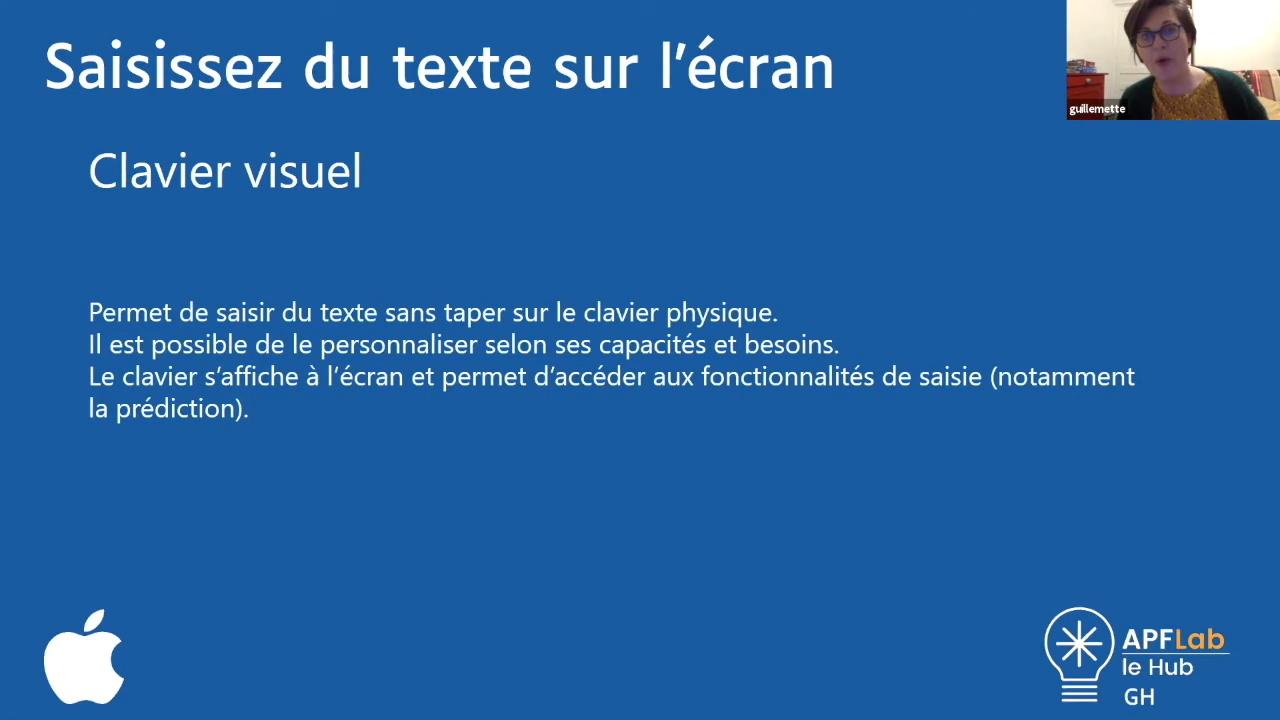 Saisissez du texte sur l’écran
guillemette
Clavier visuel
Permet de saisir du texte sans taper sur le clavier physique.
Il est possible de le personnaliser selon ses capacités et besoins.
Le clavier s’affiche à l’écran et permet d’accéder aux fonctionnalités de saisie (notamment
la prédiction).
APFLab
le Hub
GH